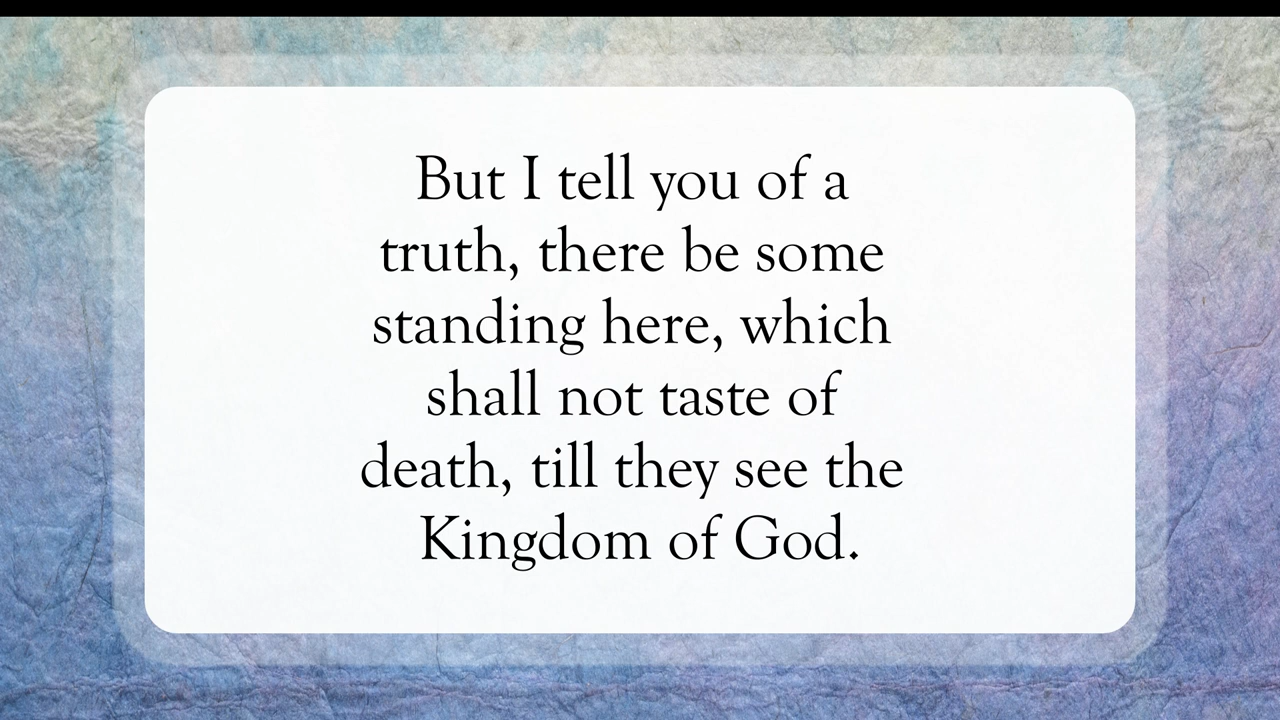 But I tell you of a
truth, there be some
standing here, which
shall not taste of
death, till they see the
Kingdom of God.